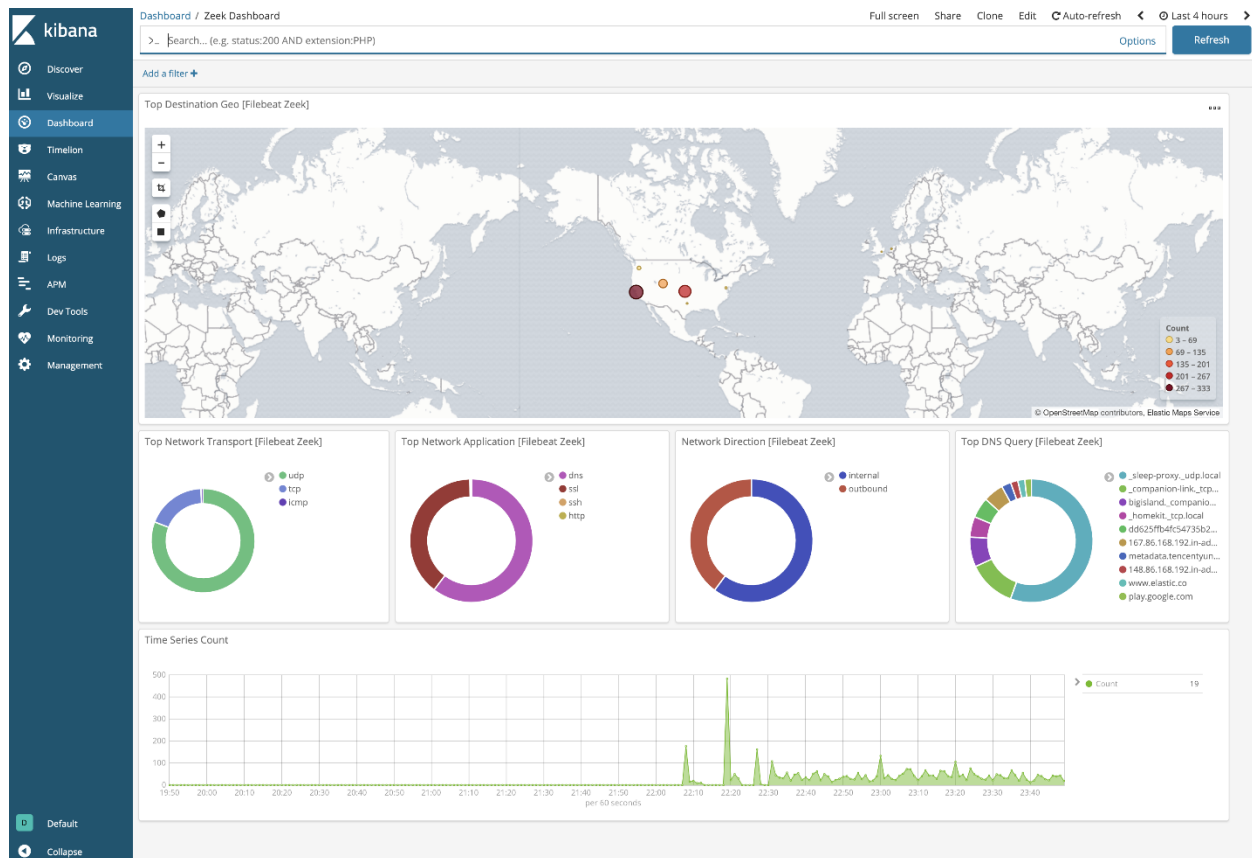 kibana
Discover
Visualize
Dashboard
Timelion
Canvas
Machine Learning
Infrastructure
Logs
APM
Dev Tools
Monitoring
Management
D Default
Collapse
Dashboard / Zeek Dashboard
Full screen Share Clone Edit Auto-refresh Last 4 hours
>_ Search... (e.g. status:200 AND extension:PHP) Options Refresh
Add a filter +
Top Destination Geo [Filebeat Zeek]
+
−
Count
3 – 69
69 – 135
135 – 201
201 – 267
267 – 333
© OpenStreetMap contributors, Elastic Maps Service
Top Network Transport [Filebeat Zeek]
udp
tcp
icmp
Top Network Application [Filebeat Zeek]
dns
ssl
ssh
http
Network Direction [Filebeat Zeek]
internal
outbound
Top DNS Query [Filebeat Zeek]
_sleep-proxy._udp.local
_companion-link._tcp...
bigisland._companio...
_homekit._tcp.local
dd625ffb4fc54735b2...
167.86.168.192.in-ad...
metadata.tencentyun...
148.86.168.192.in-ad...
www.elastic.co
play.google.com
Time Series Count
500
400
300
200
100
0
19:50 20:00 20:10 20:20 20:30 20:40 20:50 21:00 21:10 21:20 21:30 21:40 21:50 22:00 22:10 22:20 22:30 22:40 22:50 23:00 23:10 23:20 23:30 23:40
per 60 seconds
Count 19